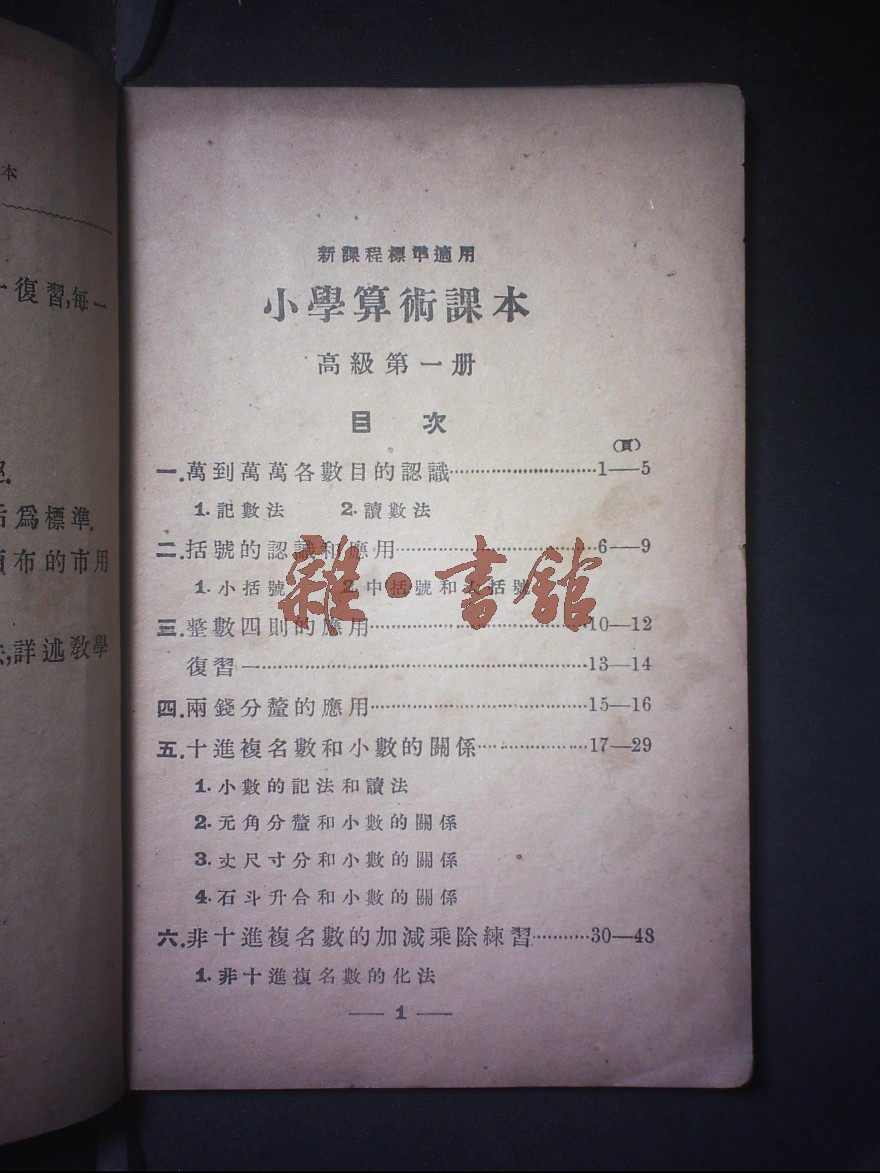 本
復習,每一
爲標準.
布的市用
詳述教學
新課程標準適用
小學算術課本
高級第一册
目 次
(頁)
一.萬到萬萬各數目的認識……1—5
1.記數法 2.讀數法
二.括號的認識和應用……6—9
1.小括號 2.中括號和大括號
三.整數四則的應用……10—12
復習一……13—14
四.兩錢分釐的應用……15—16
五.十進複名數和小數的關係……17—29
1.小數的記法和讀法
2.元角分釐和小數的關係
3.丈尺寸分和小數的關係
4.石斗升合和小數的關係
六.非十進複名數的加減乘除練習……30—48
1.非十進複名數的化法
— 1 —
雜·書館